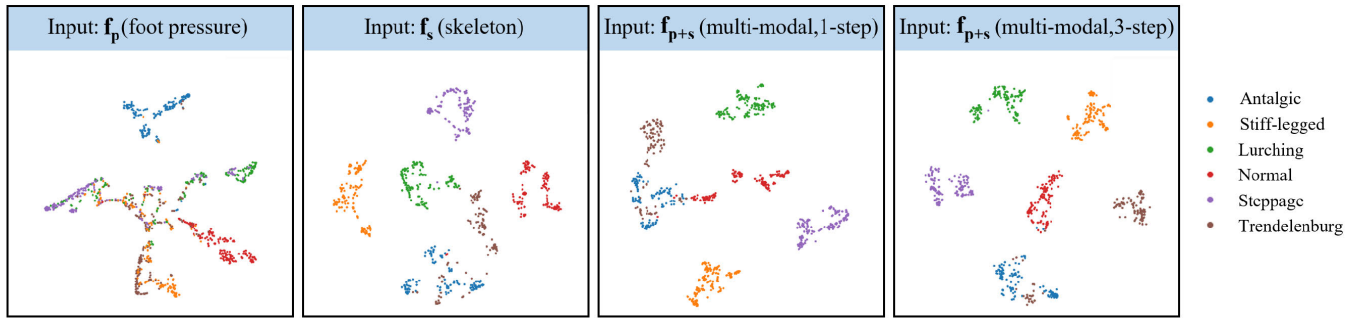 Input: fp (foot pressure)
Input: fs (skeleton)
Input: fp+s (multi-modal,1-step)
Input: fp+s (multi-modal,3-step)
Antalgic
Stiff-legged
Lurching
Normal
Steppage
Trendelenburg